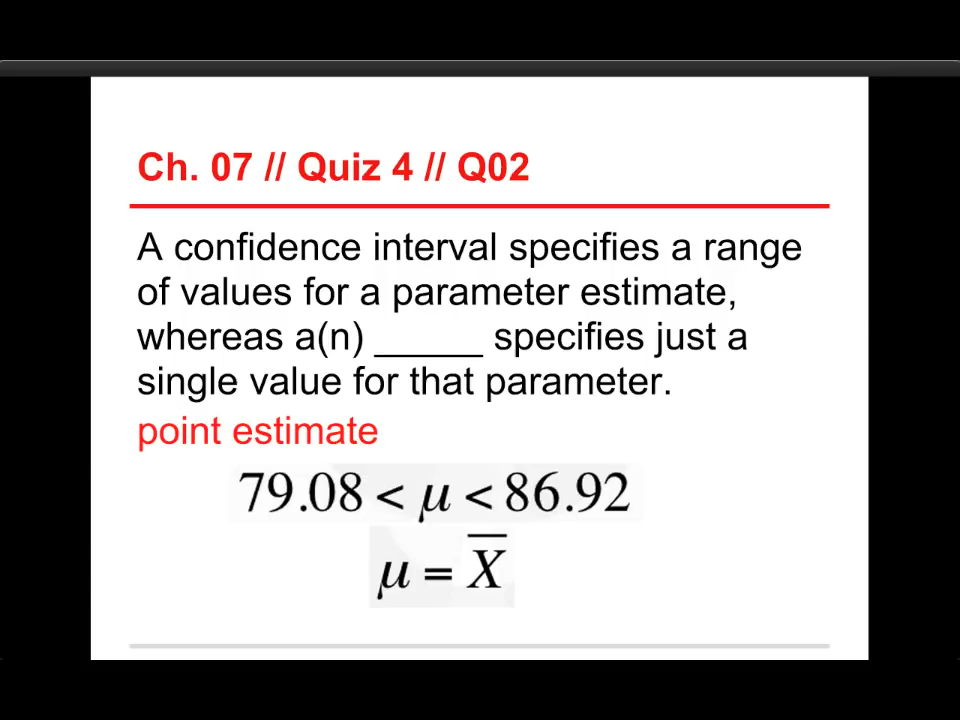 Ch. 07 // Quiz 4 // Q02
A confidence interval specifies a range
of values for a parameter estimate,
whereas a(n) _____ specifies just a
single value for that parameter.
point estimate
79.08 < μ < 86.92
μ = X̅